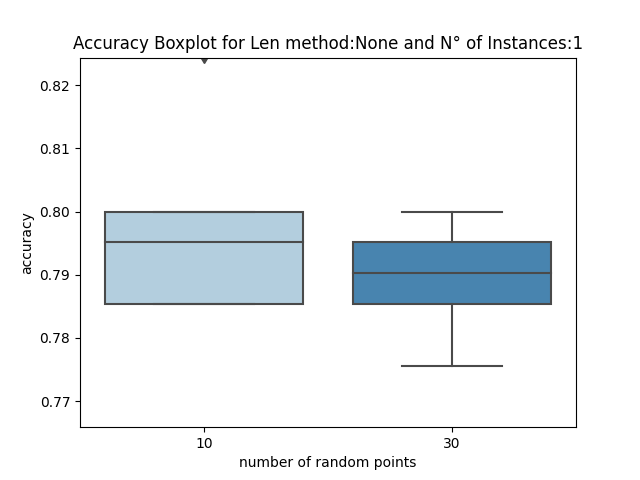 Accuracy Boxplot for Len method:None and N° of Instances:1
0.82
0.81
0.80
0.79
0.78
0.77
accuracy
10
30
number of random points